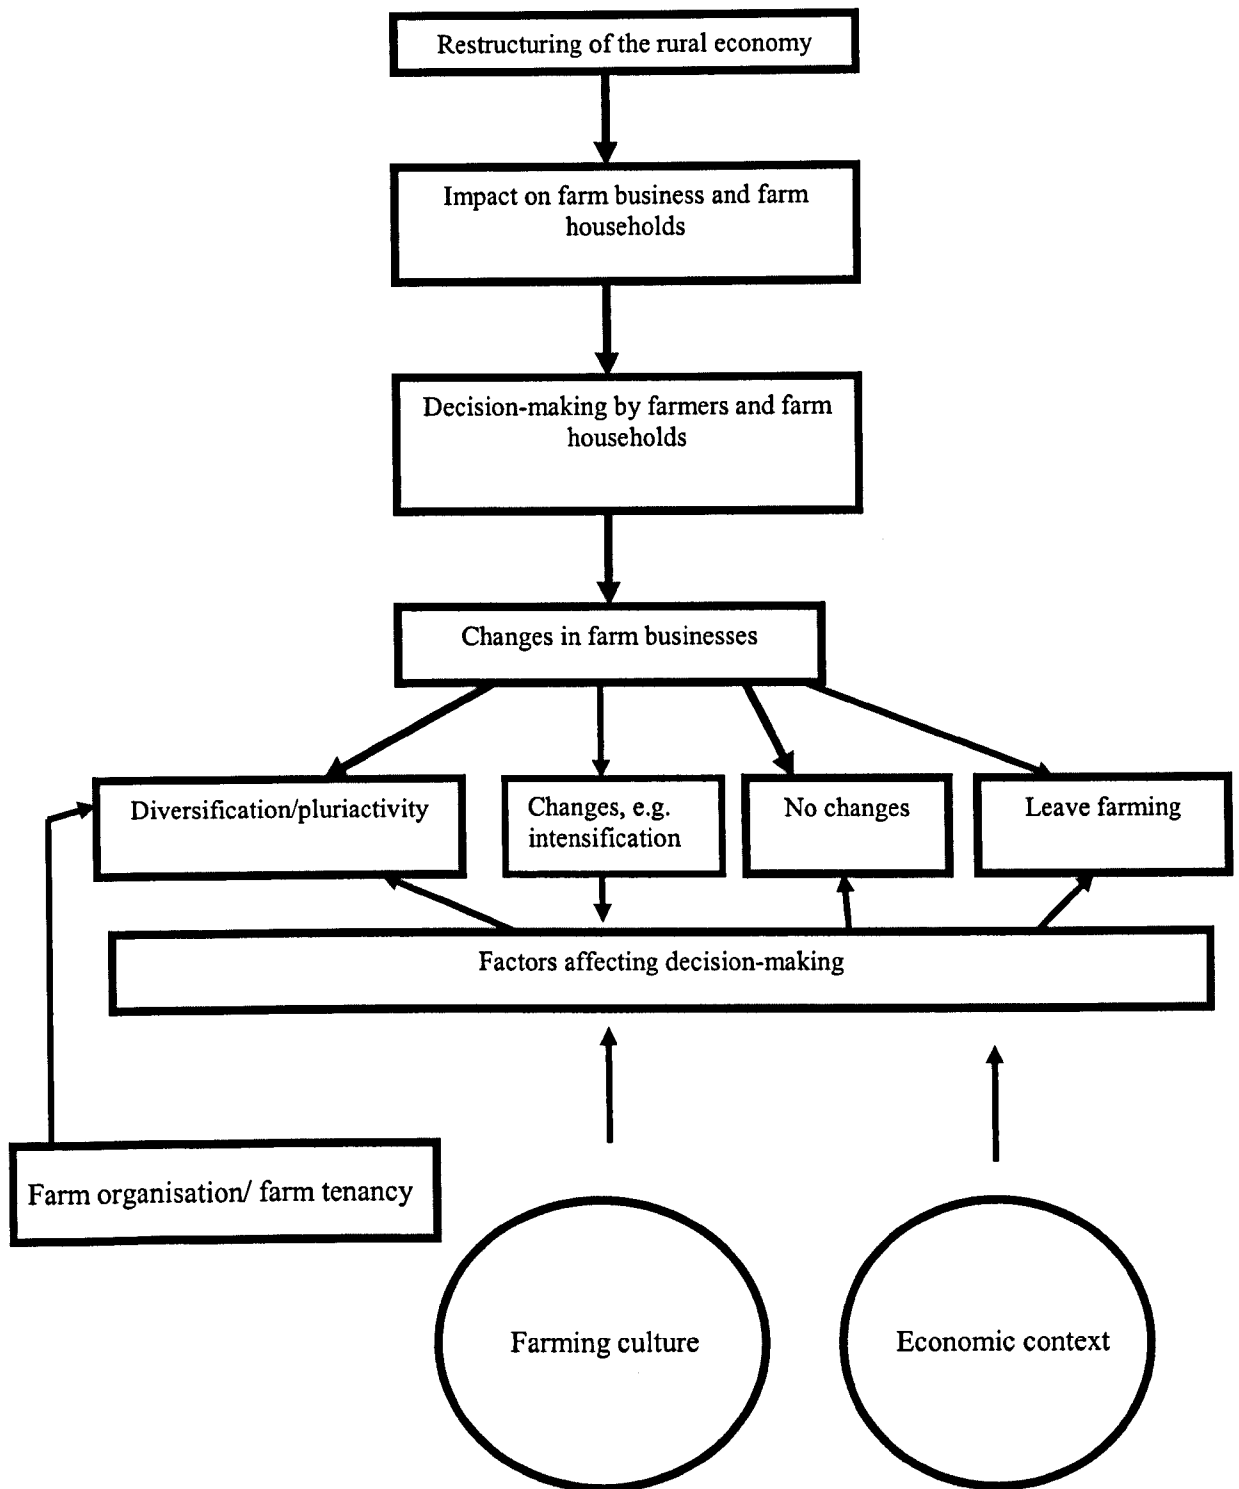 Restructuring of the rural economy
Impact on farm business and farm
households
Decision-making by farmers and farm
households
Changes in farm businesses
Diversification/pluriactivity
Changes, e.g.
intensification
No changes
Leave farming
Factors affecting decision-making
Farm organisation/ farm tenancy
Farming culture
Economic context